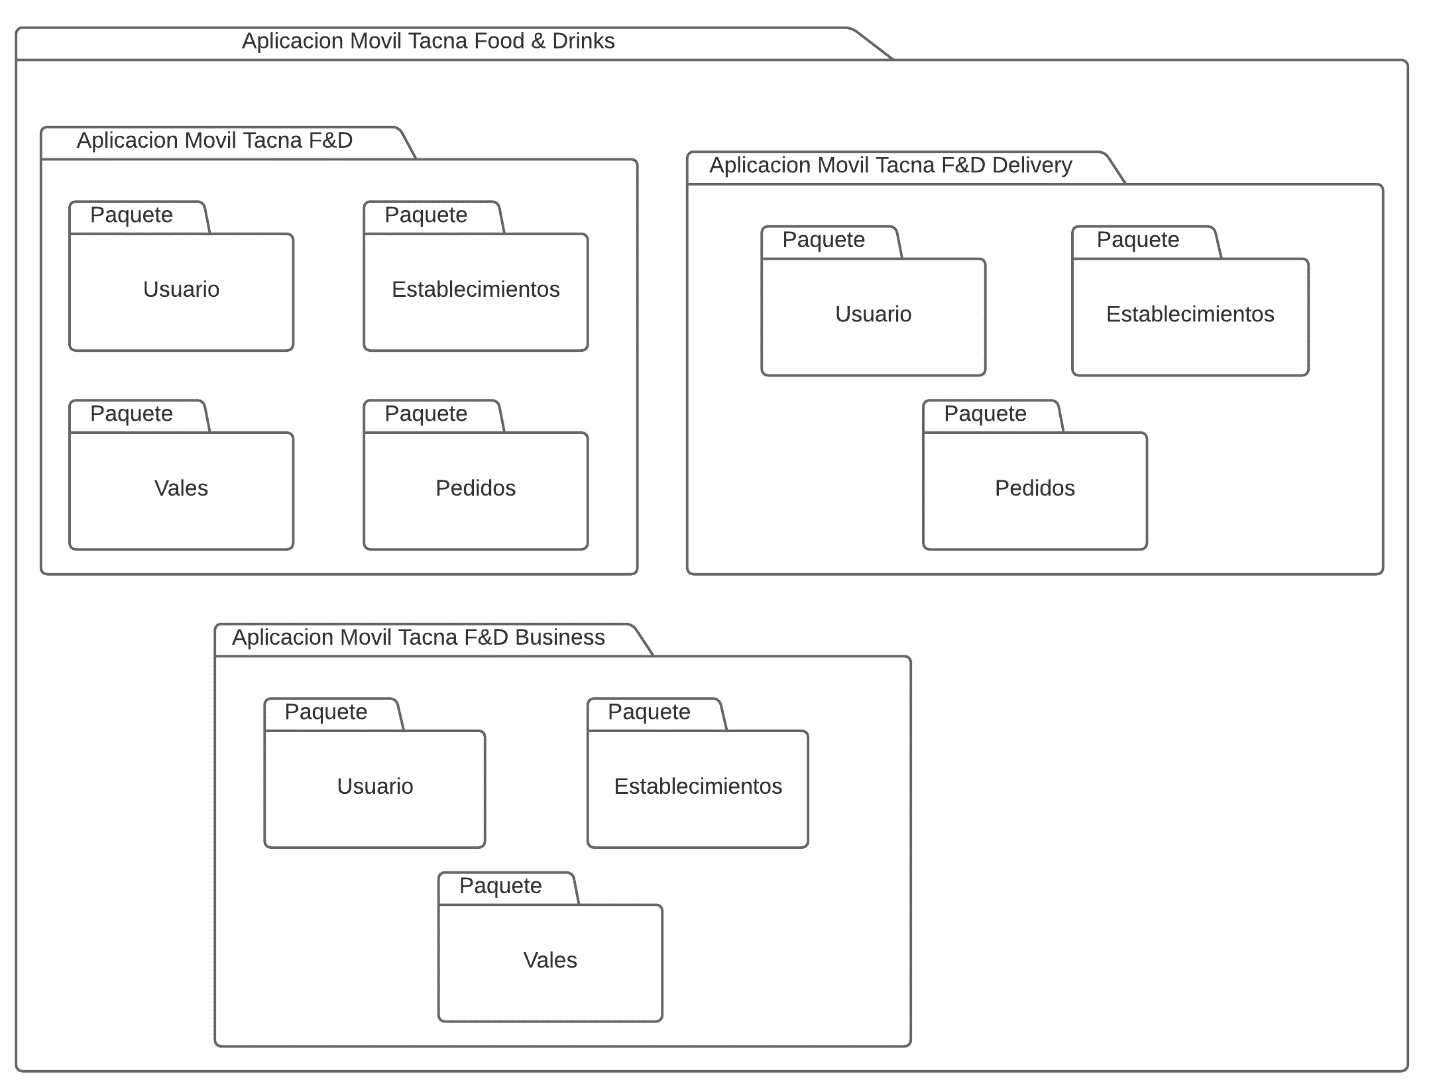 Aplicacion Movil Tacna Food & Drinks
Aplicacion Movil Tacna F&D
Paquete
Usuario
Paquete
Establecimientos
Paquete
Vales
Paquete
Pedidos
Aplicacion Movil Tacna F&D Delivery
Paquete
Usuario
Paquete
Establecimientos
Paquete
Pedidos
Aplicacion Movil Tacna F&D Business
Paquete
Usuario
Paquete
Establecimientos
Paquete
Vales